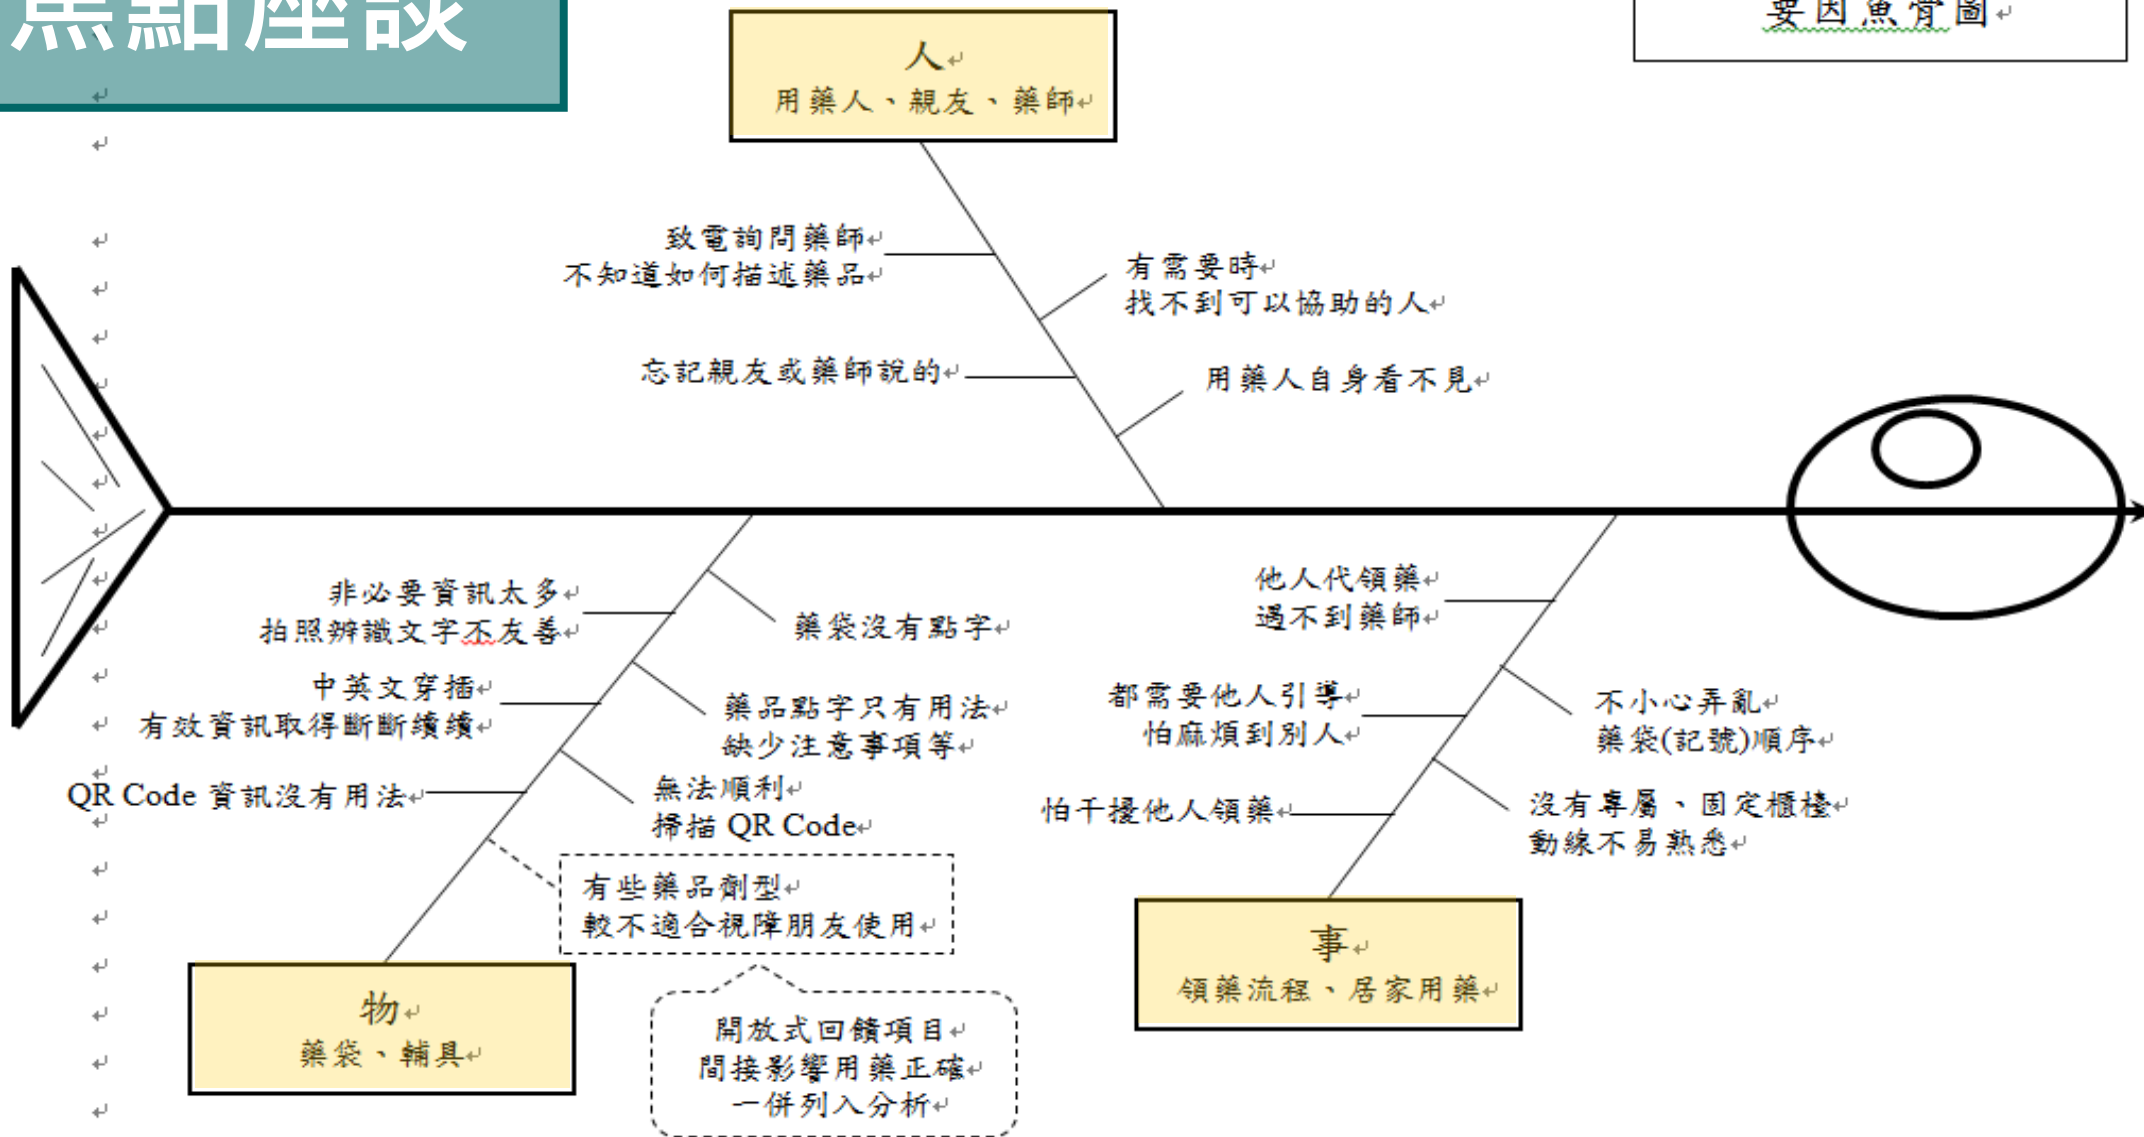 焦點座談
要因魚骨圖
人
用藥人、親友、藥師
致電詢問藥師
不知道如何描述藥品
有需要時
找不到可以協助的人
忘記親友或藥師說的
用藥人自身看不見
非必要資訊太多
拍照辨識文字不友善
藥袋沒有點字
中英文穿插
有效資訊取得斷斷續續
藥品點字只有用法
缺少注意事項等
QR Code 資訊沒有用法
無法順利
掃描 QR Code
有些藥品劑型
較不適合視障朋友使用
物
藥袋、輔具
開放式回饋項目
間接影響用藥正確
一併列入分析
他人代領藥
遇不到藥師
都需要他人引導
怕麻煩到別人
不小心弄亂
藥袋(記號)順序
怕干擾他人領藥
沒有專屬、固定櫃檯
動線不易熟悉
事
領藥流程、居家用藥